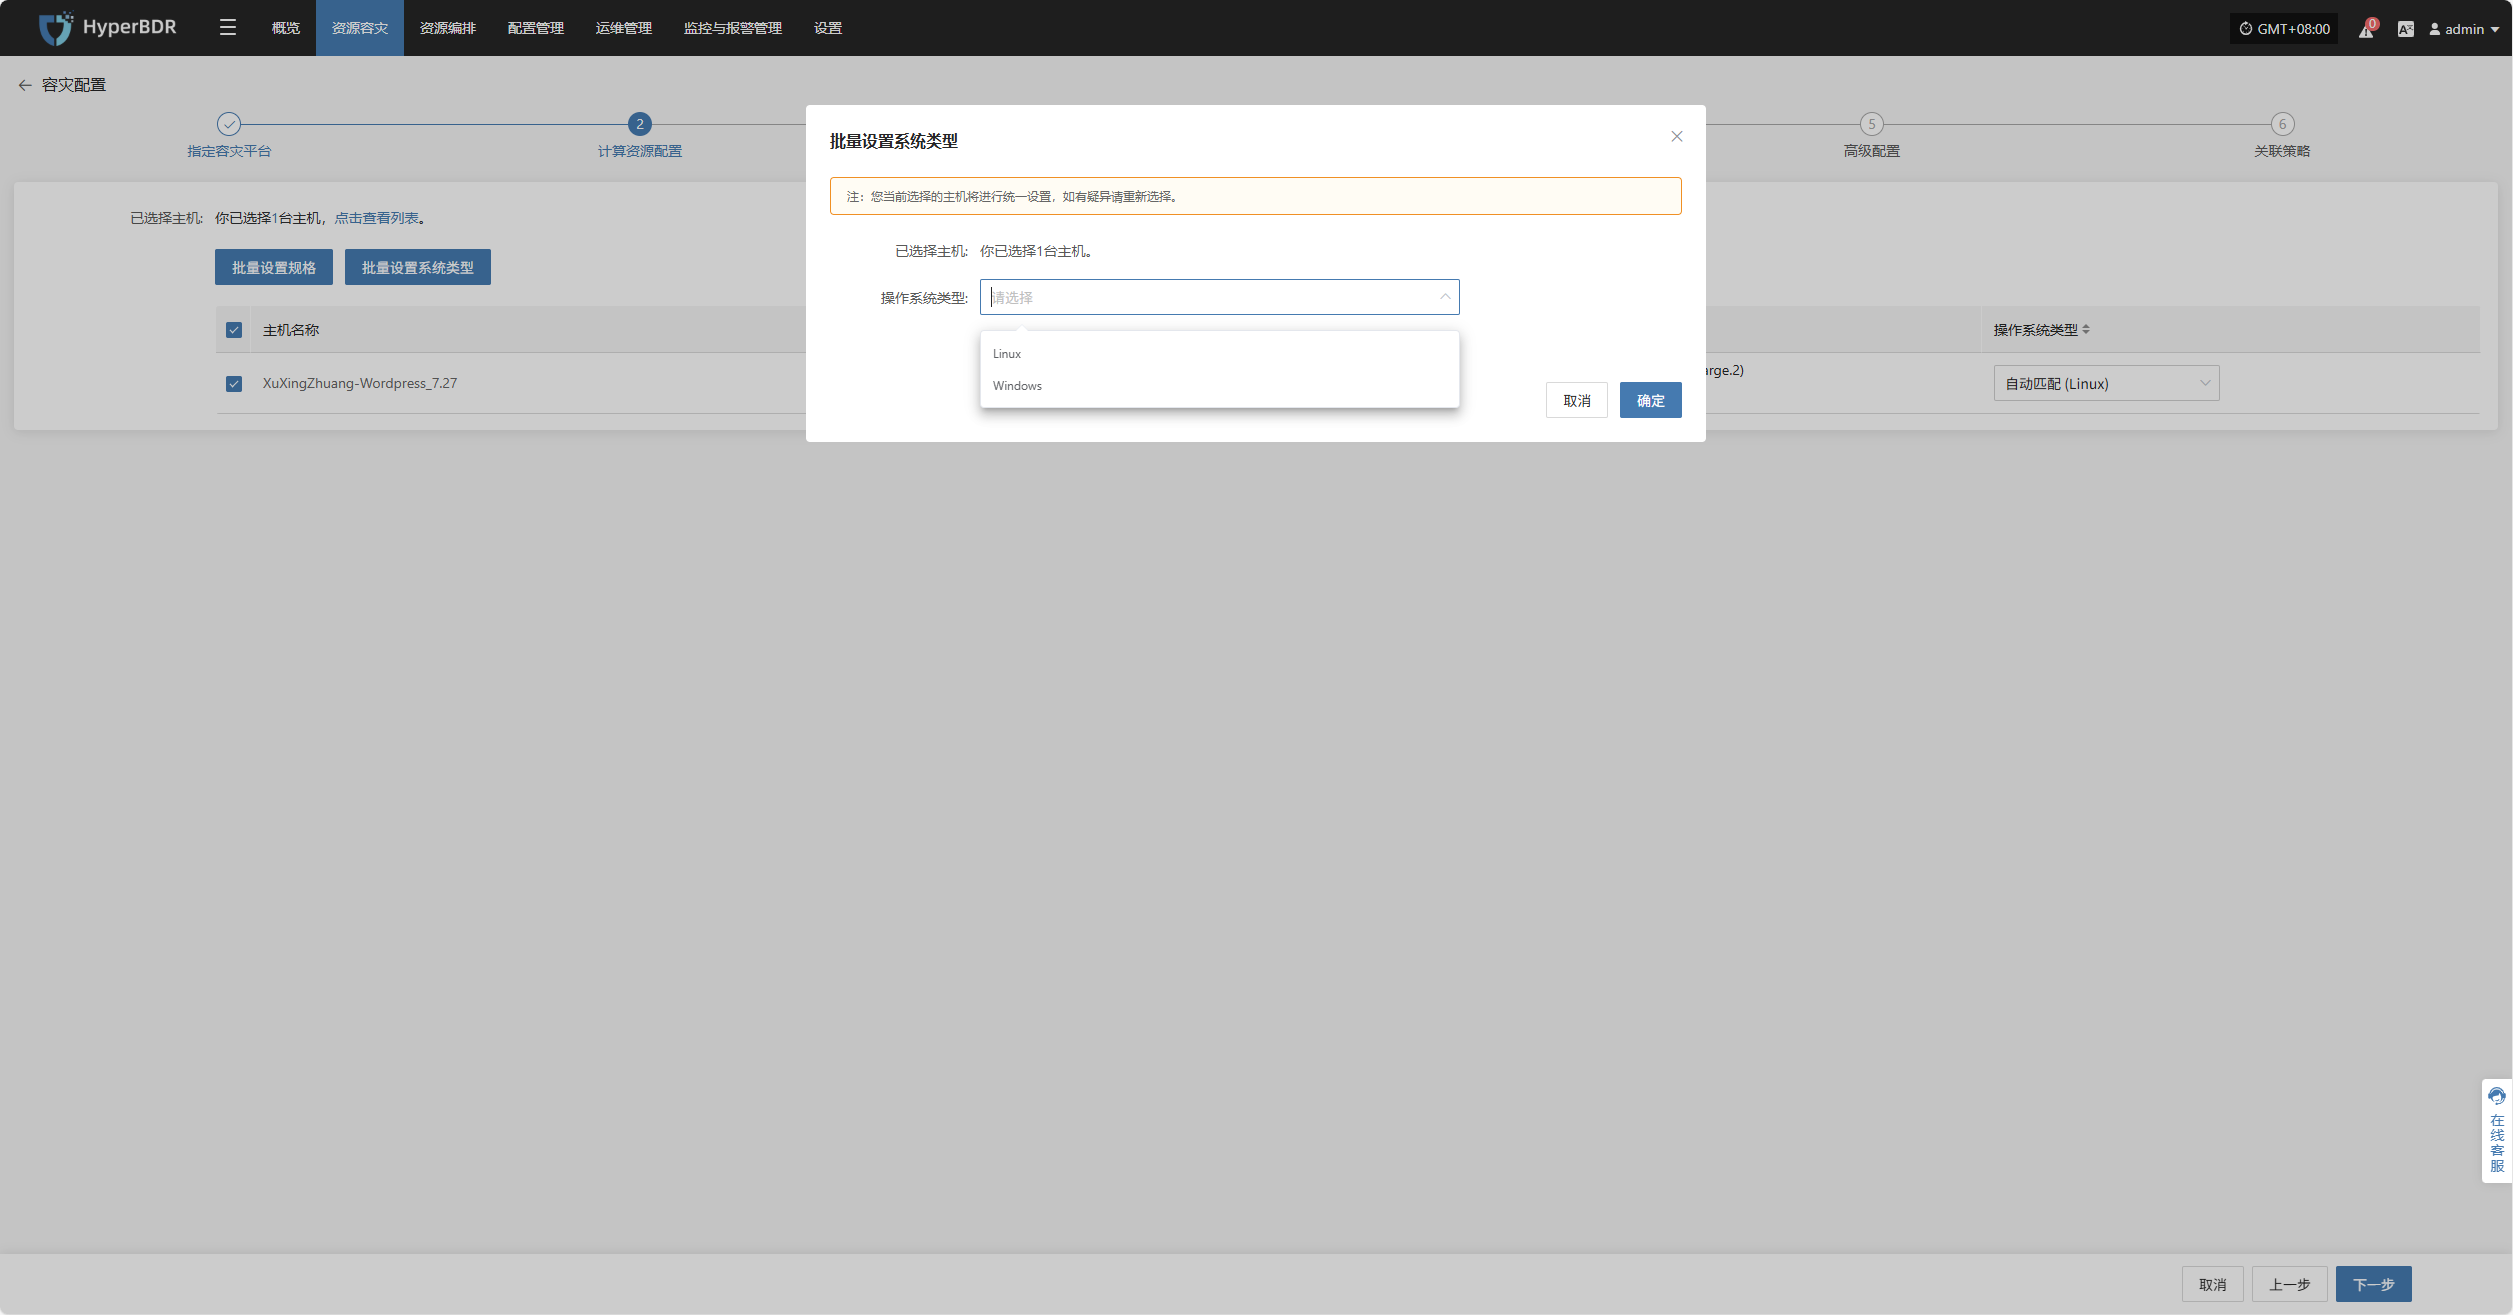 HyperBDR
概览
资源容灾
资源编排
配置管理
运维管理
监控与报警管理
设置
GMT+08:00
0
admin
容灾配置
2
5
6
指定容灾平台
计算资源配置
高级配置
关联策略
批量设置系统类型
注：您当前选择的主机将进行统一设置，如有疑异请重新选择。
已选择主机: 你已选择1台主机，点击查看列表。
已选择主机: 你已选择1台主机。
批量设置规格
批量设置系统类型
操作系统类型: 请选择
主机名称
操作系统类型
Linux
arge.2)
XuXingZhuang-Wordpress_7.27
Windows
自动匹配 (Linux)
取消
确定
在线客服
取消
上一步
下一步